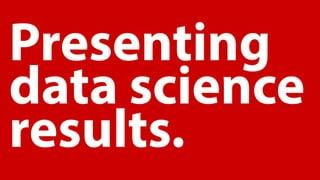 Presenting
data science
results.